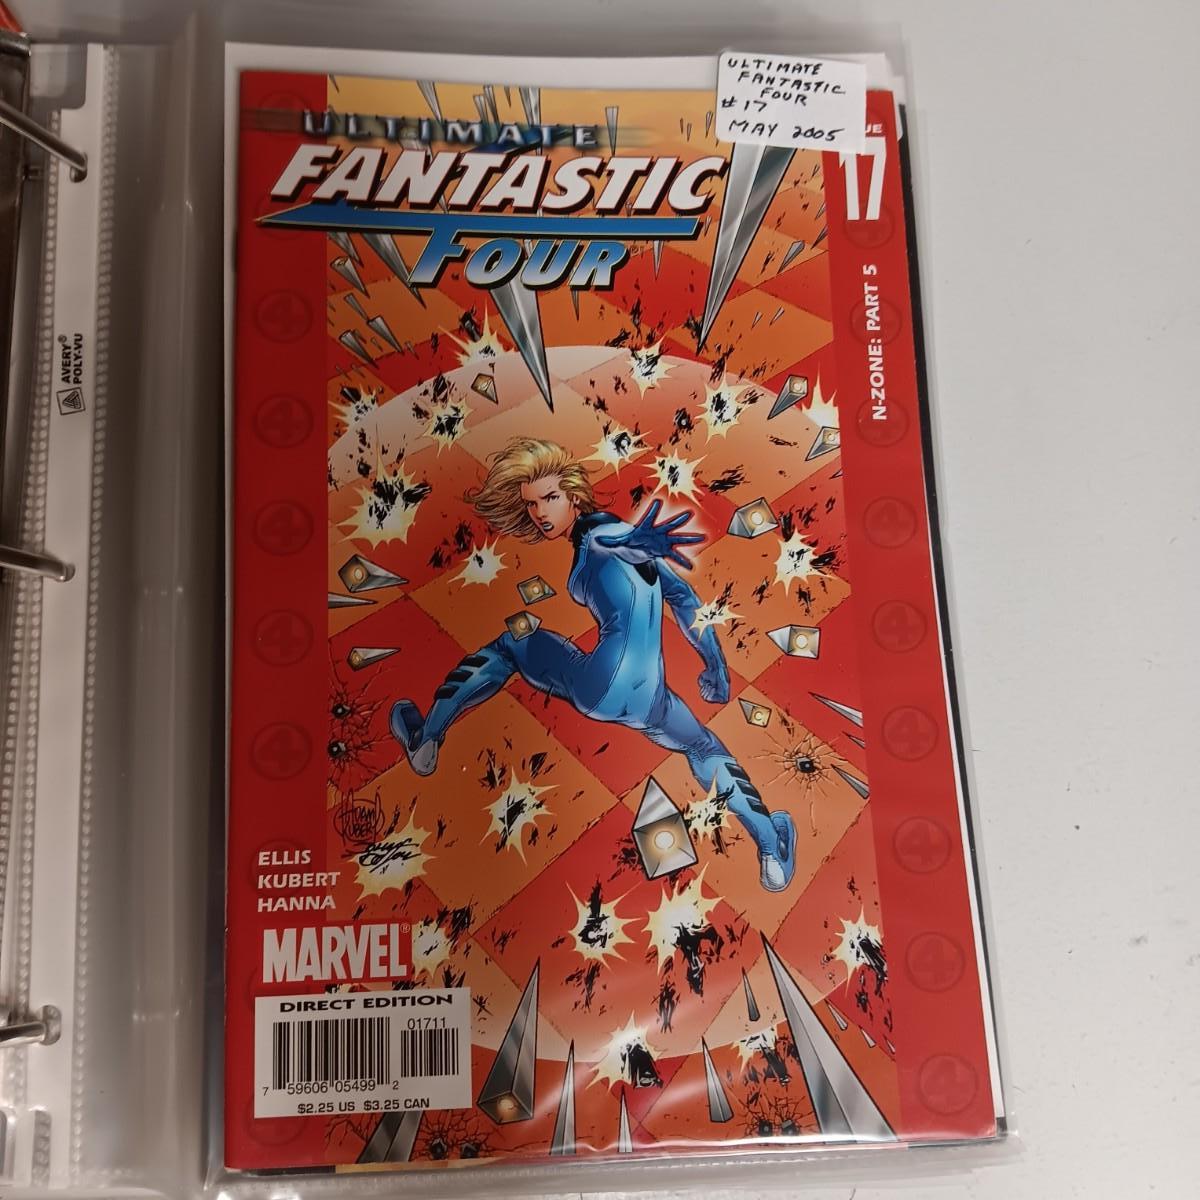 ULTIMATE
FANTASTIC
FOUR
#17
MAY 2005
ULTIMATE
FANTASTIC
FOUR
UE
17
N-ZONE: PART 5
AVERY®
POLY-VU
ELLIS
KUBERT
HANNA
MARVEL®
DIRECT EDITION
01711
7 59606 05499 2
$2.25 US $3.25 CAN